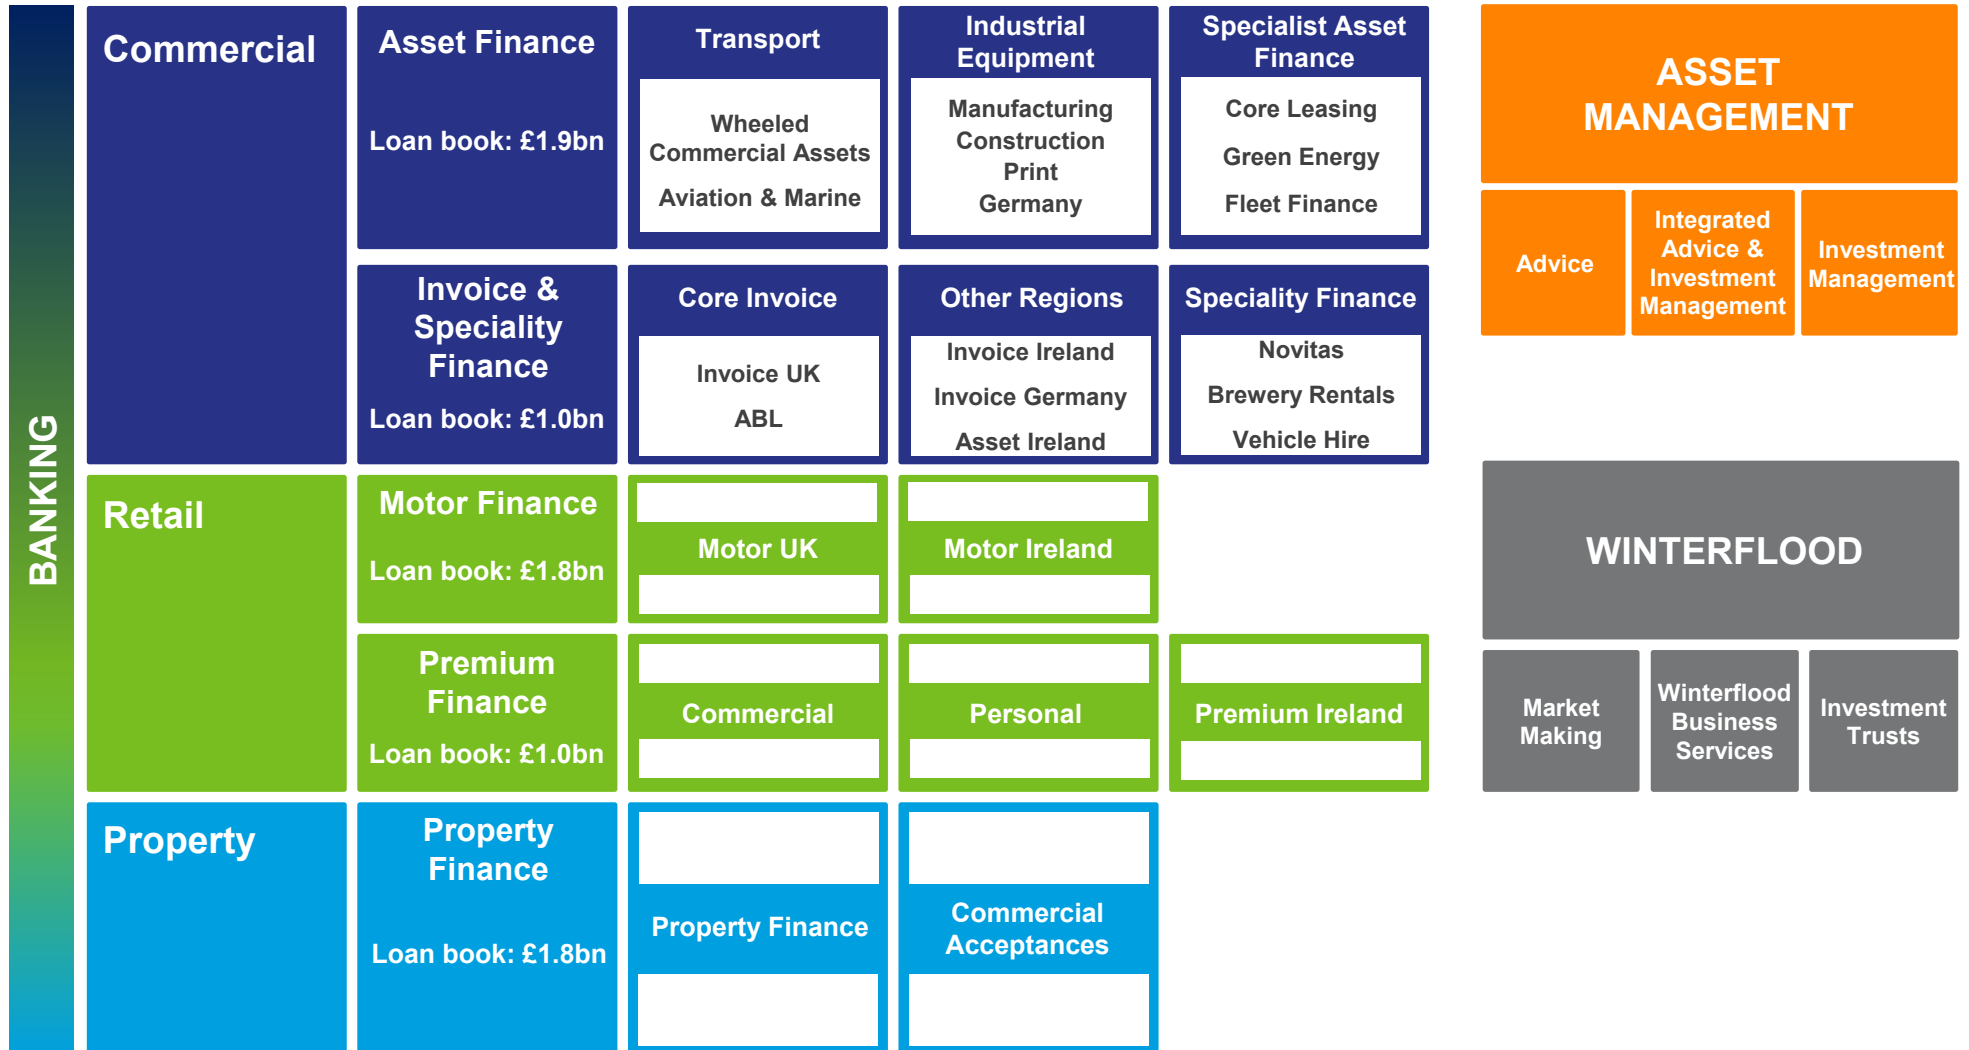 BANKING
Commercial
Asset Finance
Loan book: £1.9bn
Transport
Wheeled
Commercial Assets
Aviation & Marine
Industrial
Equipment
Manufacturing
Construction
Print
Germany
Specialist Asset
Finance
Core Leasing
Green Energy
Fleet Finance
Invoice &
Speciality
Finance
Loan book: £1.0bn
Core Invoice
Invoice UK
ABL
Other Regions
Invoice Ireland
Invoice Germany
Asset Ireland
Speciality Finance
Novitas
Brewery Rentals
Vehicle Hire
Retail
Motor Finance
Loan book: £1.8bn
Motor UK
Motor Ireland
Premium
Finance
Loan book: £1.0bn
Commercial
Personal
Premium Ireland
Property
Property
Finance
Loan book: £1.8bn
Property Finance
Commercial
Acceptances
ASSET
MANAGEMENT
Advice
Integrated
Advice &
Investment
Management
Investment
Management
WINTERFLOOD
Market
Making
Winterflood
Business
Services
Investment
Trusts